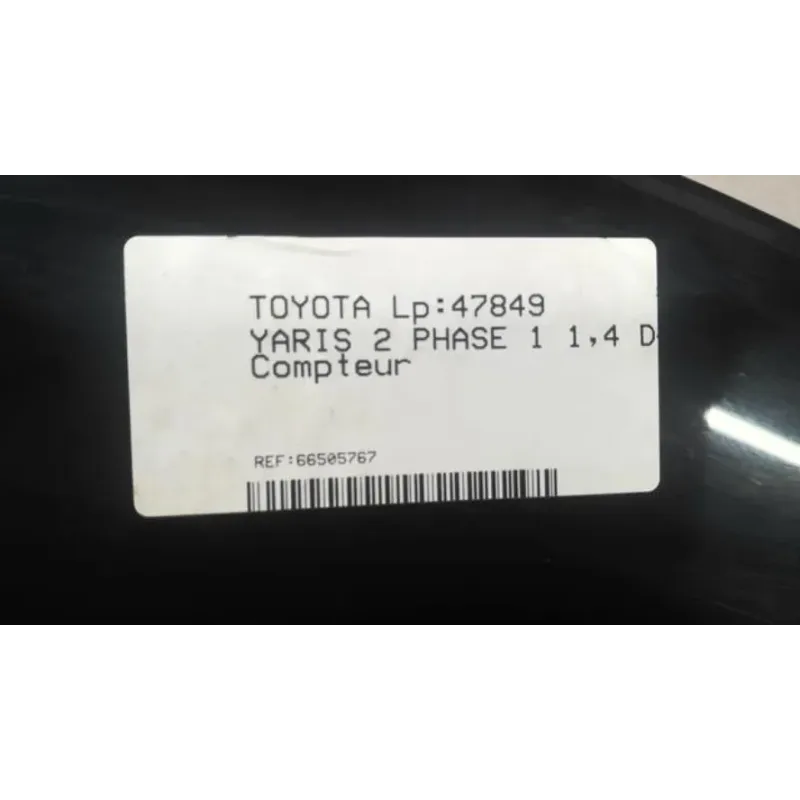 TOYOTA Lp:47849
YARIS 2 PHASE 1 1,4 D
Compteur
REF:66505767